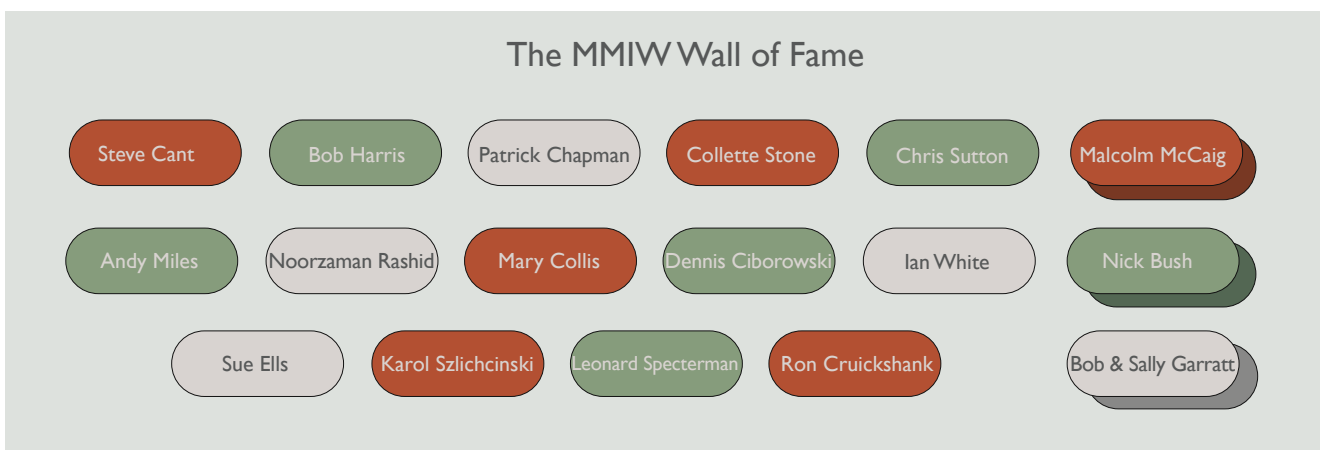 The MMIW Wall of Fame
Steve Cant
Bob Harris
Patrick Chapman
Collette Stone
Chris Sutton
Malcolm McCaig
Andy Miles
Noorzaman Rashid
Mary Collis
Dennis Ciborowski
Ian White
Nick Bush
Sue Ells
Karol Szlichcinski
Leonard Specterman
Ron Cruickshank
Bob & Sally Garratt